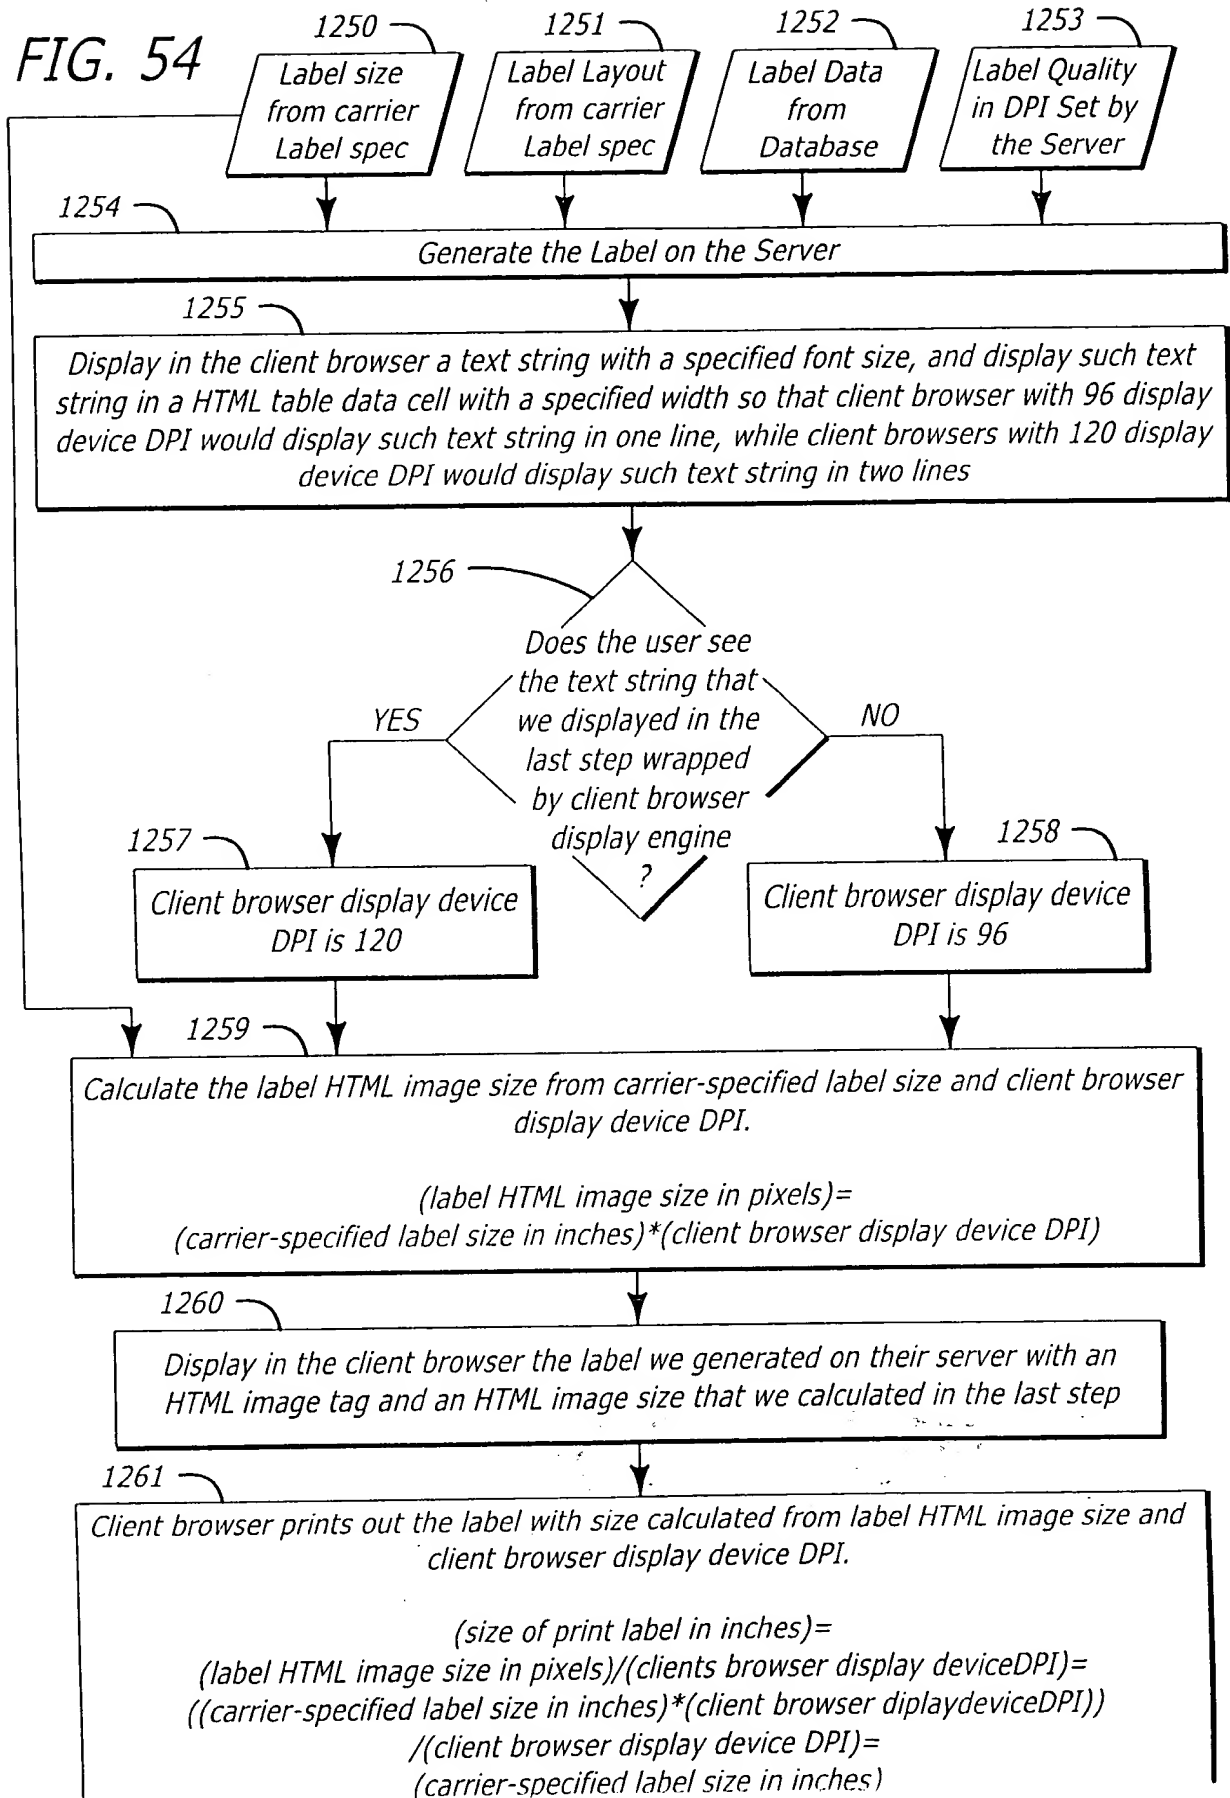 FIG. 54
1250
Label size
from carrier
Label spec
1251
Label Layout
from carrier
Label spec
1252
Label Data
from
Database
1253
Label Quality
in DPI Set by
the Server
1254
Generate the Label on the Server
1255
Display in the client browser a text string with a specified font size, and display such text
string in a HTML table data cell with a specified width so that client browser with 96 display
device DPI would display such text string in one line, while client browsers with 120 display
device DPI would display such text string in two lines
1256
Does the user see
the text string that
we displayed in the
last step wrapped
by client browser
display engine
?
YES
NO
1257
Client browser display device
DPI is 120
1258
Client browser display device
DPI is 96
1259
Calculate the label HTML image size from carrier-specified label size and client browser
display device DPI.
(label HTML image size in pixels)=
(carrier-specified label size in inches)*(client browser display device DPI)
1260
Display in the client browser the label we generated on their server with an
HTML image tag and an HTML image size that we calculated in the last step
1261
Client browser prints out the label with size calculated from label HTML image size and
client browser display device DPI.
(size of print label in inches)=
(label HTML image size in pixels)/(clients browser display deviceDPI)=
((carrier-specified label size in inches)*(client browser diplaydeviceDPI))
/(client browser display device DPI)=
(carrier-specified label size in inches)